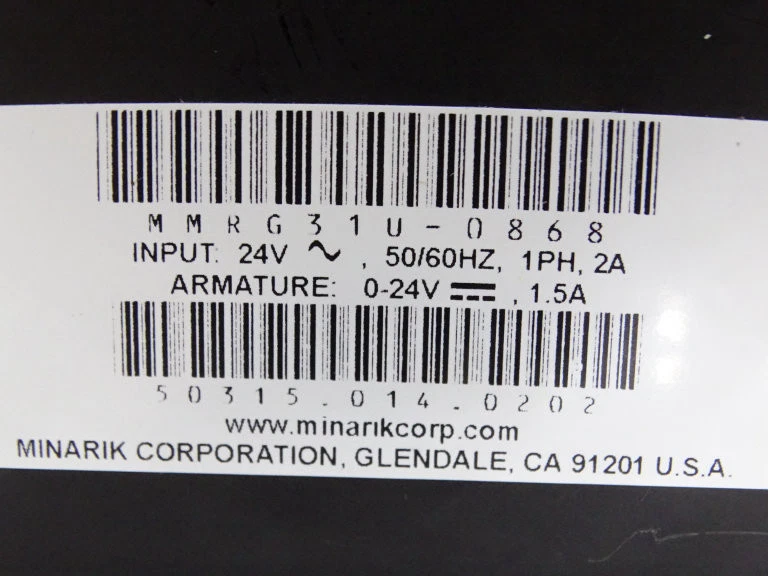 MMRG31U-0868
INPUT: 24V ∿ , 50/60HZ, 1PH, 2A
ARMATURE: 0-24V ⎓ , 1.5A
50315.014.0202
www.minarikcorp.com
MINARIK CORPORATION, GLENDALE, CA 91201 U.S.A.